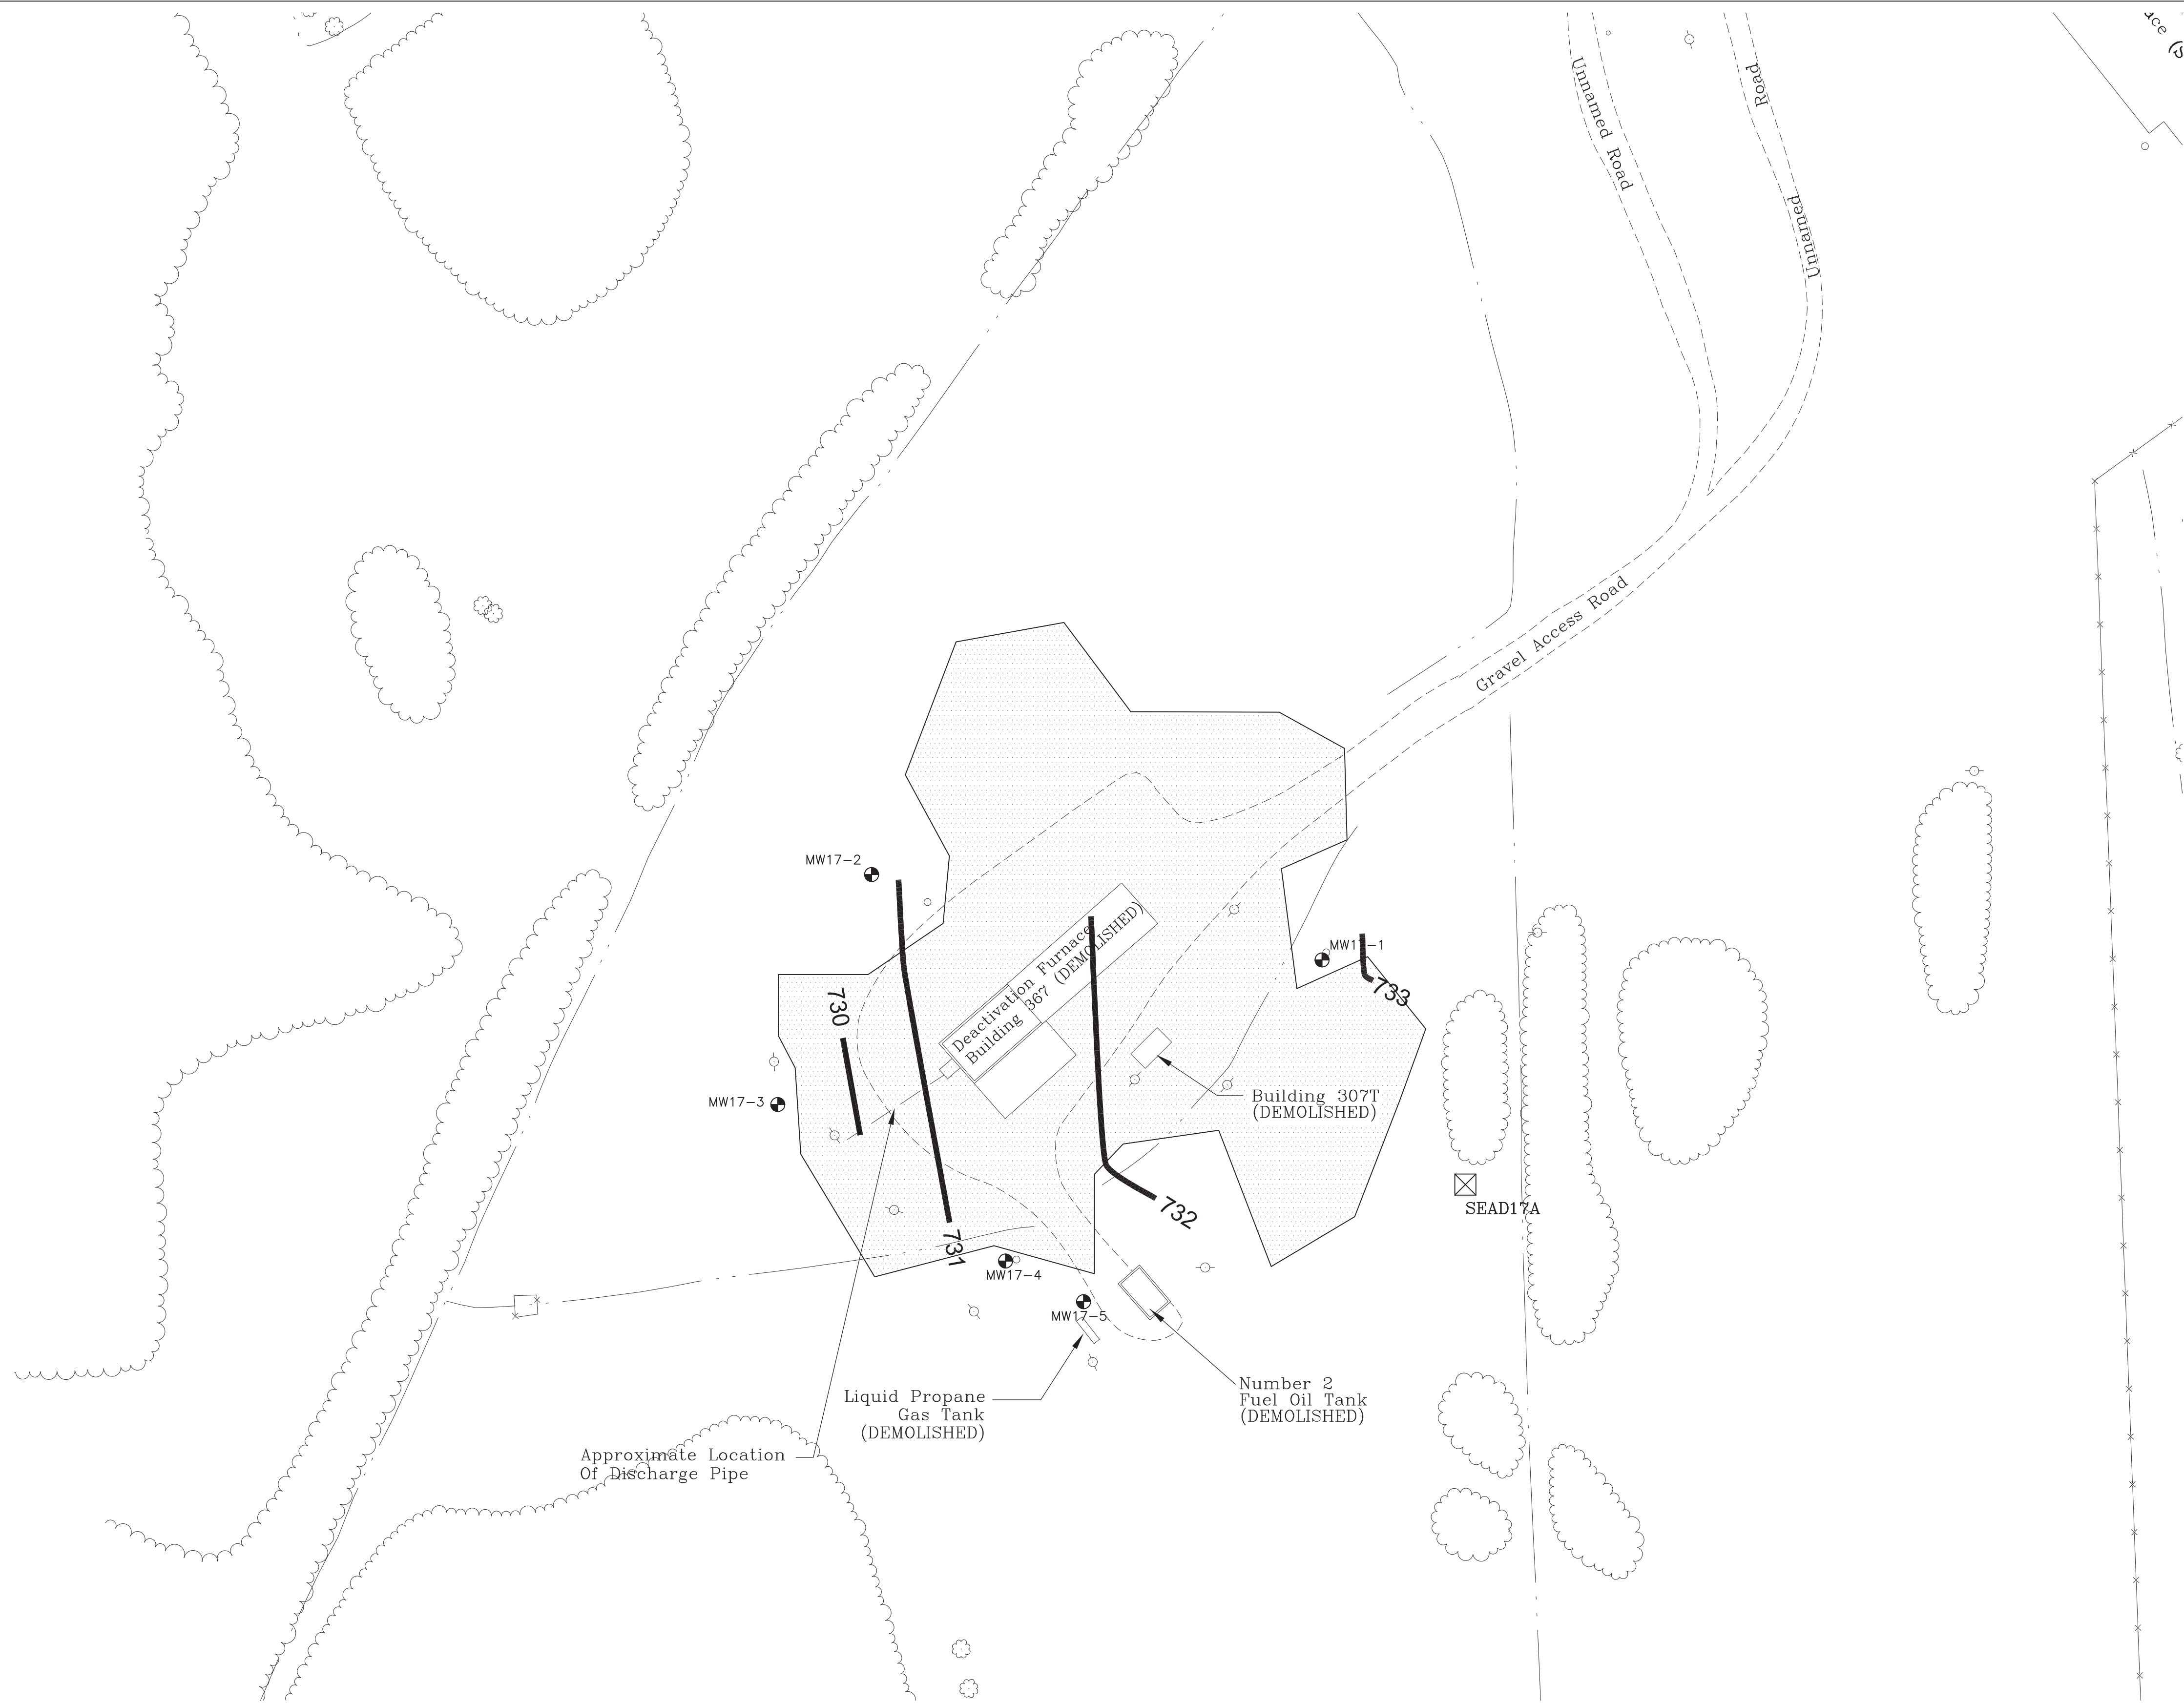 Unnamed Road
Unnamed Road
Gravel Access Road
MW17-2
MW17-1
733
730
Deactivation Furnace
Building 367 (DEMOLISHED)
MW17-3
Building 307T
(DEMOLISHED)
732
731
SEAD17A
MW17-4
MW17-5
Liquid Propane
Gas Tank
(DEMOLISHED)
Number 2
Fuel Oil Tank
(DEMOLISHED)
Approximate Location
Of Discharge Pipe